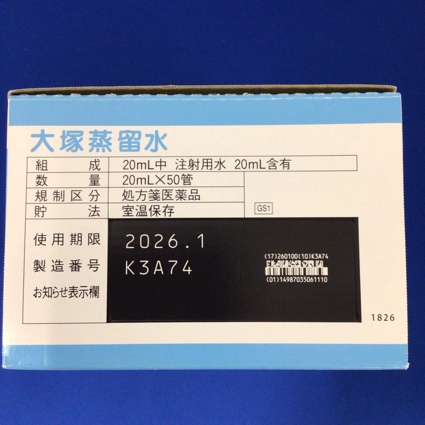 大塚蒸留水
組成 20mL中 注射用水 20mL含有
数量 20mL×50管
規制区分 処方箋医薬品
貯法 室温保存
GS1
使用期限 2026.1
製造番号 K3A74
お知らせ表示欄
(17)260100(10)K3A74
(01)14987035061110
1826